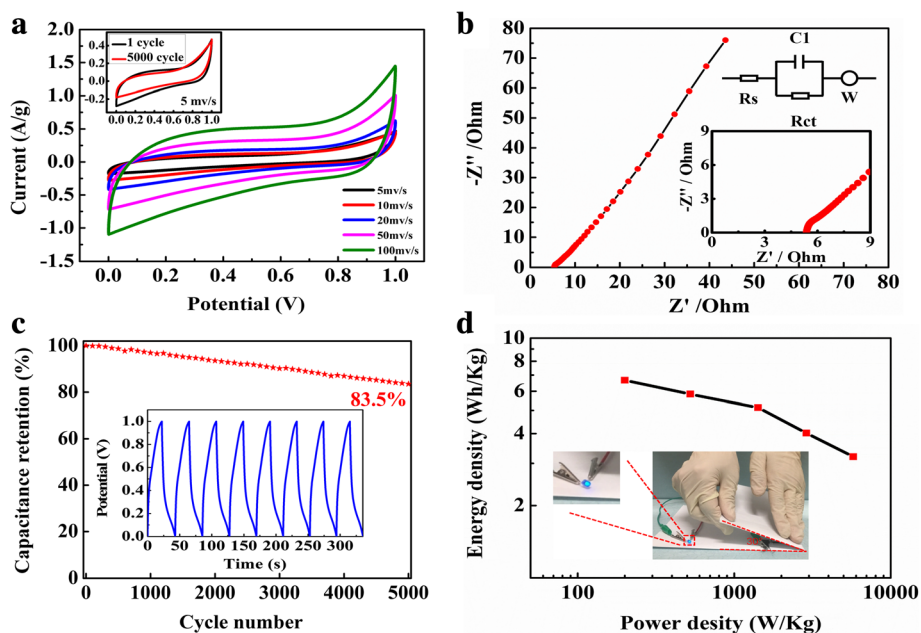 a
2.0
1.5
1.0
0.5
0.0
-0.5
-1.0
-1.5
Current (A/g)
0.0 0.2 0.4 0.6 0.8 1.0
Potential (V)
0.4
0.2
0.0
-0.2
0.0 0.2 0.4 0.6 0.8 1.0
1 cycle
5000 cycle
5 mv/s
5mv/s
10mv/s
20mv/s
50mv/s
100mv/s
b
80
70
60
50
40
30
20
10
0
-Z'' /Ohm
0 10 20 30 40 50 60 70 80
Z' /Ohm
C1
Rs
W
Rct
9
6
3
0
-Z'' / Ohm
0 3 6 9
Z' / Ohm
c
100
80
60
40
20
0
Capacitance retention (%)
0 1000 2000 3000 4000 5000
Cycle number
83.5%
1.0
0.8
0.6
0.4
0.2
0.0
Potential (V)
0 50 100 150 200 250 300
Time (s)
d
10
8
6
4
2
Energy density (Wh/Kg)
100 1000 10000
Power desity (W/Kg)